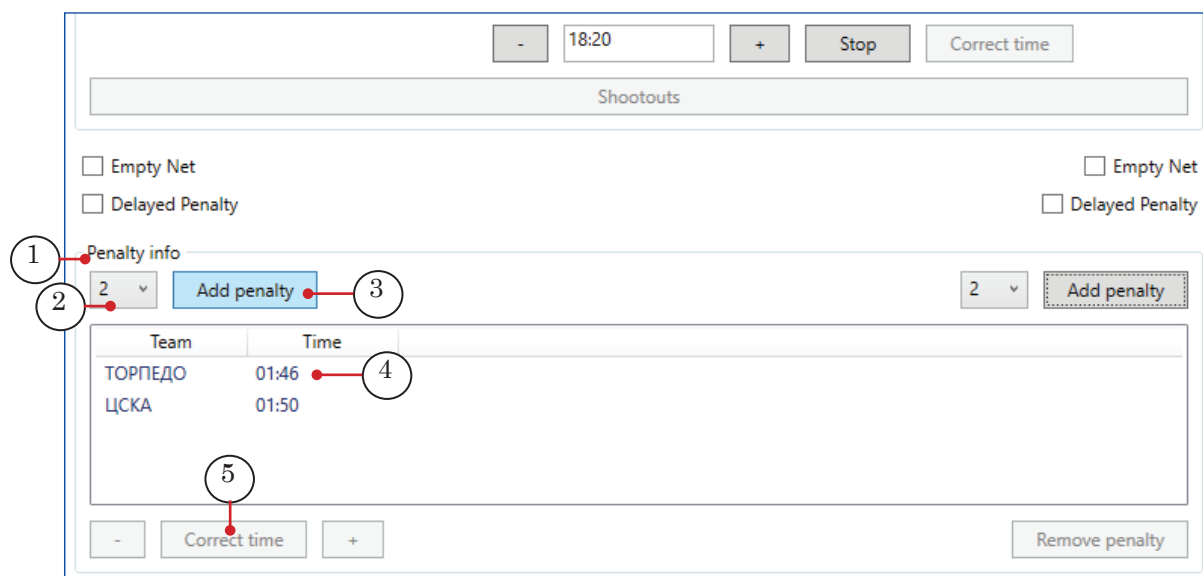 - 18:20 + Stop Correct time
Shootouts
Empty Net Empty Net
Delayed Penalty Delayed Penalty
1 Penalty info
2 2 Add penalty 3 2 Add penalty
Team Time
ТОРПЕДО 01:46 4
ЦСКА 01:50
5
- Correct time + Remove penalty